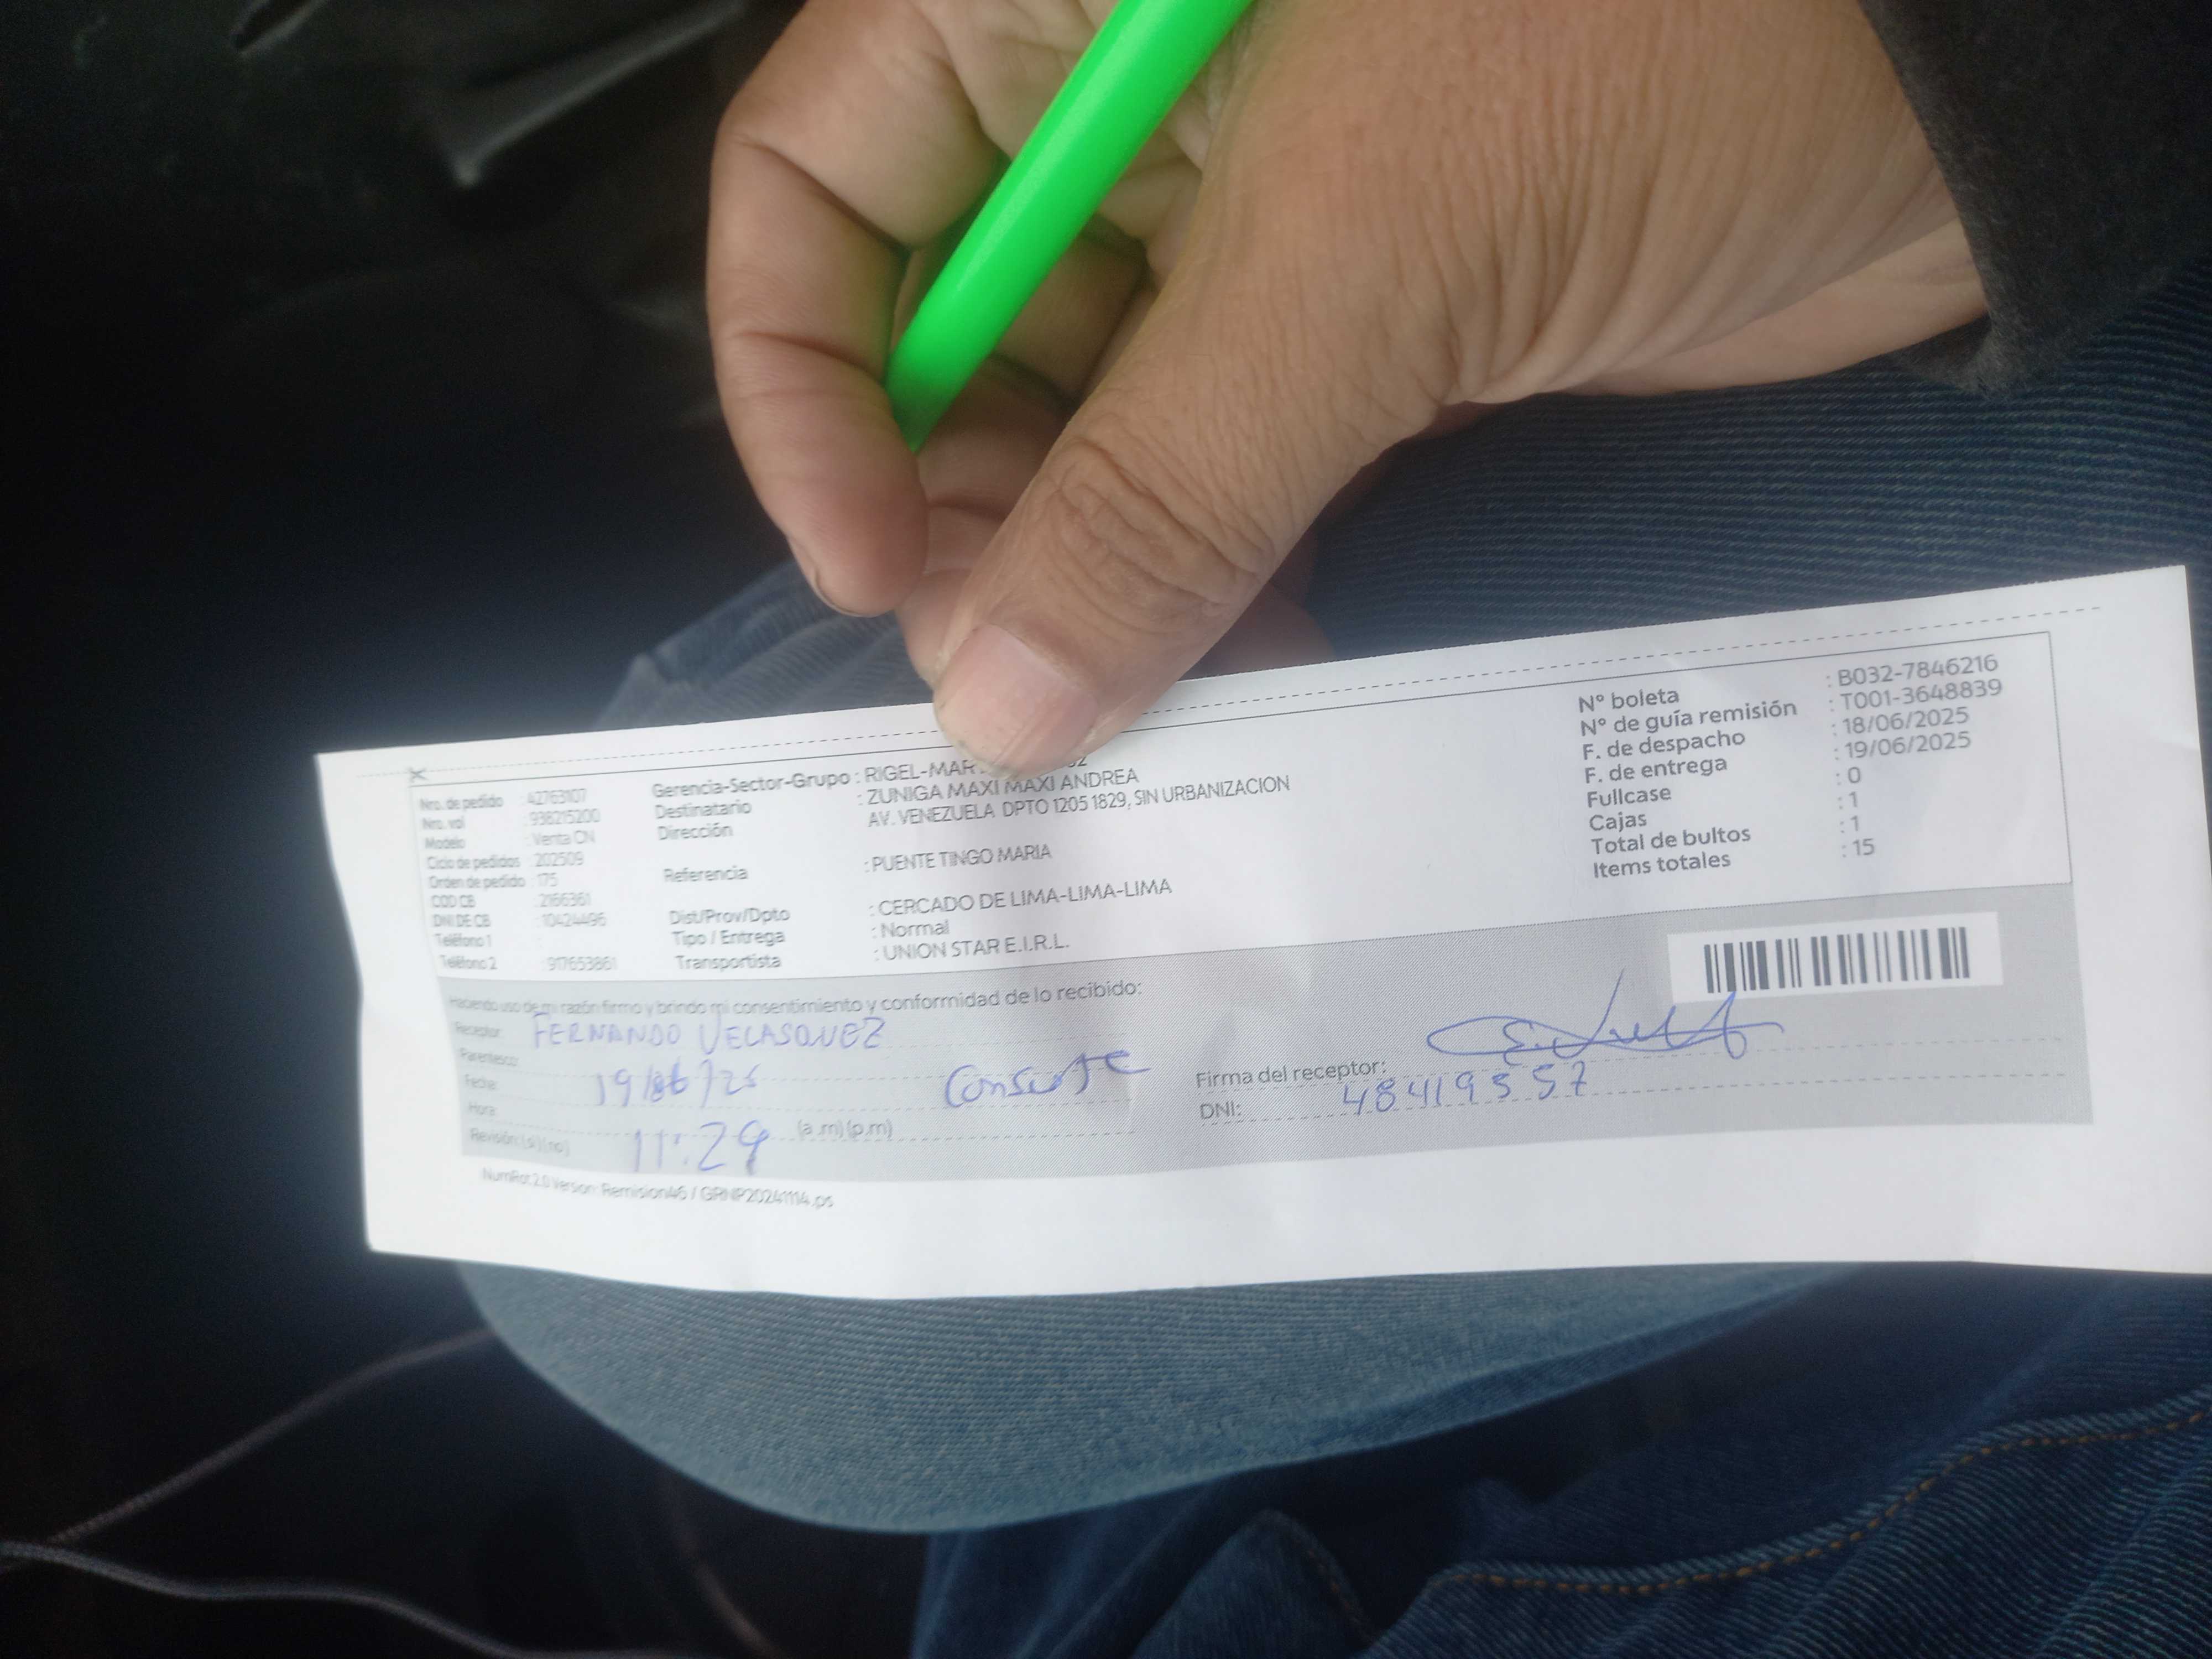 Nro. de pedido : 42763107
Nro. vol : 938215200
Modelo : Venta CN
Ciclo de pedidos : 202509
Orden de pedido : 175
COD CB : 2166361
DNI DE CB : 10424496
Teléfono 1 :
Teléfono 2 : 917653861
Gerencia-Sector-Grupo : RIGEL-MAR
Destinatario : ZUNIGA MAXI MAXI ANDREA
Dirección AV. VENEZUELA DPTO 1205 1829, SIN URBANIZACION
Referencia : PUENTE TINGO MARIA
Dist/Prov/Dpto : CERCADO DE LIMA-LIMA-LIMA
Tipo / Entrega : Normal
Transportista : UNION STAR E.I.R.L.
N° boleta : B032-7846216
N° de guía remisión : T001-3648839
F. de despacho : 18/06/2025
F. de entrega : 19/06/2025
Fullcase : 0
Cajas : 1
Total de bultos : 1
Items totales : 15
Haciendo uso de mi razón firmo y brindo mi consentimiento y conformidad de lo recibido:
Receptor: FERNANDO VELASQUEZ
Parentesco:
Fecha: 19/06/25
Hora: 11:29 (a.m) (p.m)
Revisión: (si) (no)
Firma del receptor:
DNI: 48419557
NumRot 2.0 Version: Remision46 / GRNP20241114.ps